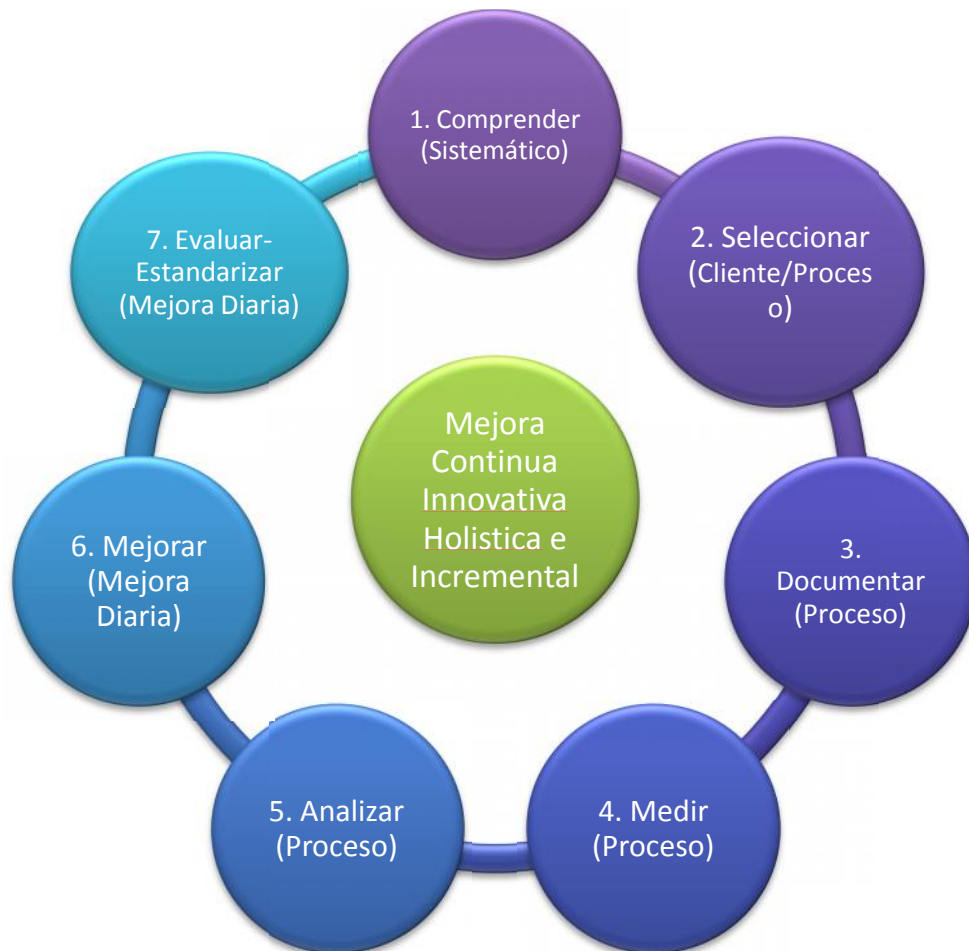 1. Comprender
(Sistemático)
2. Seleccionar
(Cliente/Proces
o)
3.
Documentar
(Proceso)
4. Medir
(Proceso)
5. Analizar
(Proceso)
6. Mejorar
(Mejora
Diaria)
7. Evaluar-
Estandarizar
(Mejora Diaria)
Mejora
Continua
Innovativa
Holistica e
Incremental